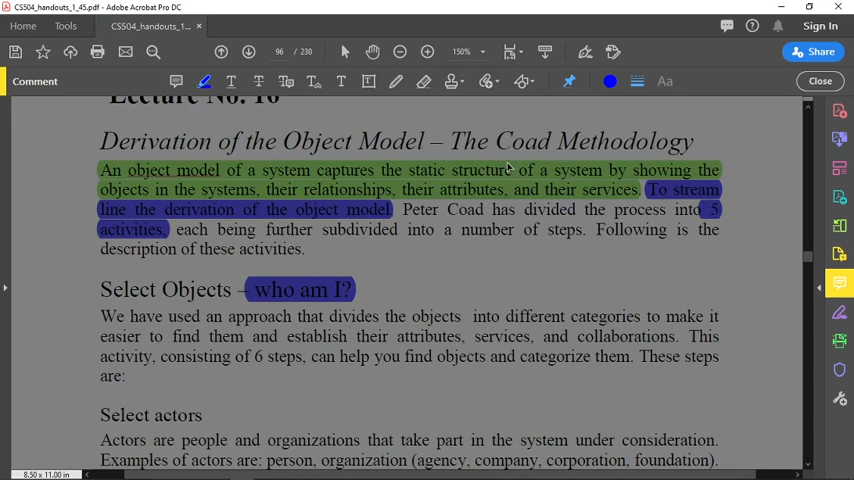 CS504_handouts_1_45.pdf - Adobe Acrobat Pro DC
Home Tools CS504_handouts_1... × Sign In
96 / 230 150% Share
Comment T T T T T Aa Close
Lecture No. 16
Derivation of the Object Model – The Coad Methodology
An object model of a system captures the static structure of a system by showing the
objects in the systems, their relationships, their attributes, and their services. To stream
line the derivation of the object model, Peter Coad has divided the process into 5
activities, each being further subdivided into a number of steps. Following is the
description of these activities.
Select Objects – who am I?
We have used an approach that divides the objects into different categories to make it
easier to find them and establish their attributes, services, and collaborations. This
activity, consisting of 6 steps, can help you find objects and categorize them. These steps
are:
Select actors
Actors are people and organizations that take part in the system under consideration.
Examples of actors are: person, organization (agency, company, corporation, foundation).
8.50 x 11.00 in